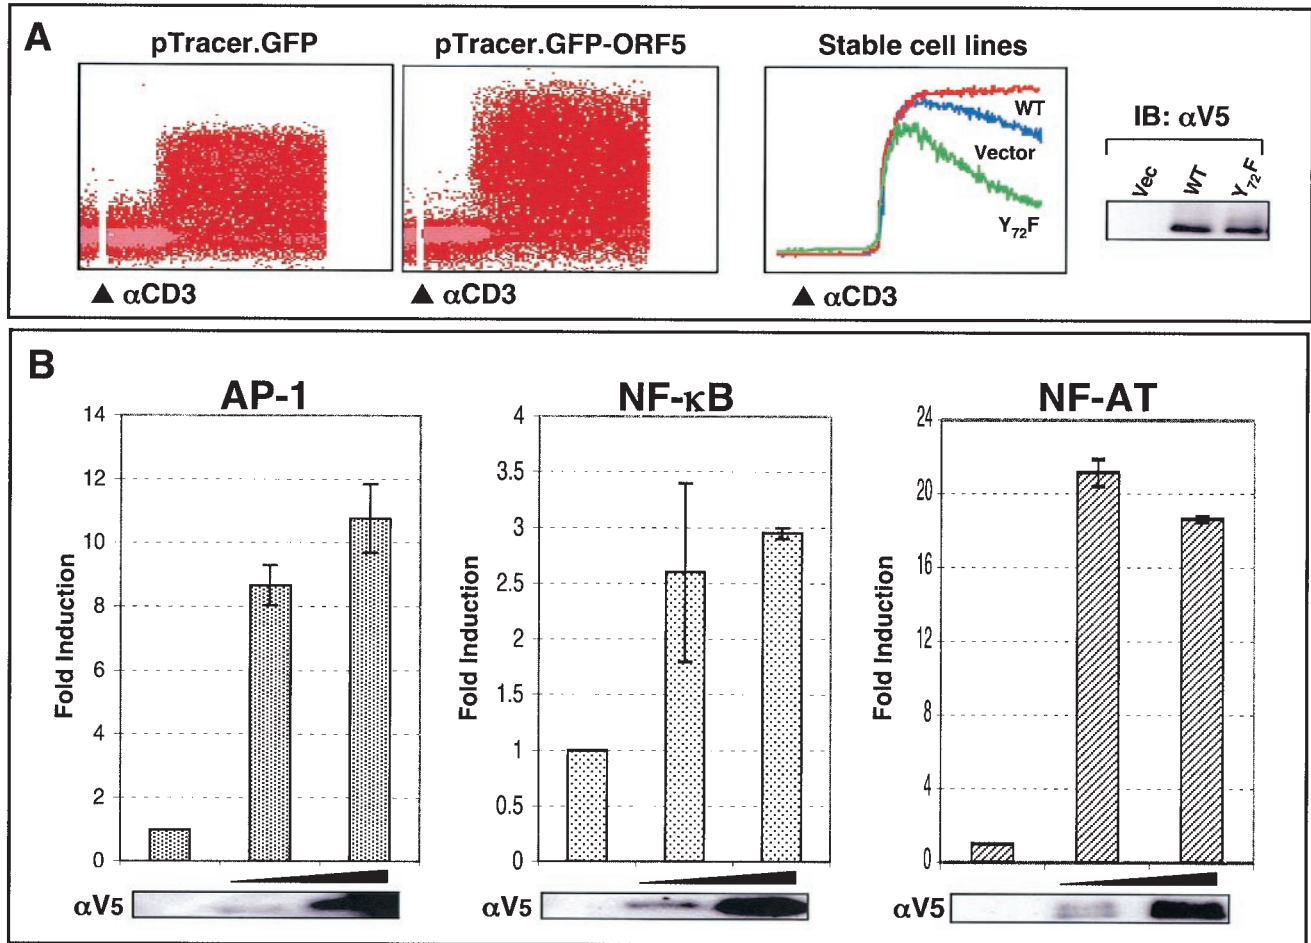 A
pTracer.GFP
pTracer.GFP-ORF5
Stable cell lines
WT
Vector
Y72F
IB: αV5
Vec
WT
Y72F
▲ αCD3
▲ αCD3
▲ αCD3
B
AP-1
Fold Induction
14
12
10
8
6
4
2
0
αV5
NF-κB
Fold Induction
4
3.5
3
2.5
2
1.5
1
0.5
0
αV5
NF-AT
Fold Induction
24
20
16
12
8
4
0
αV5